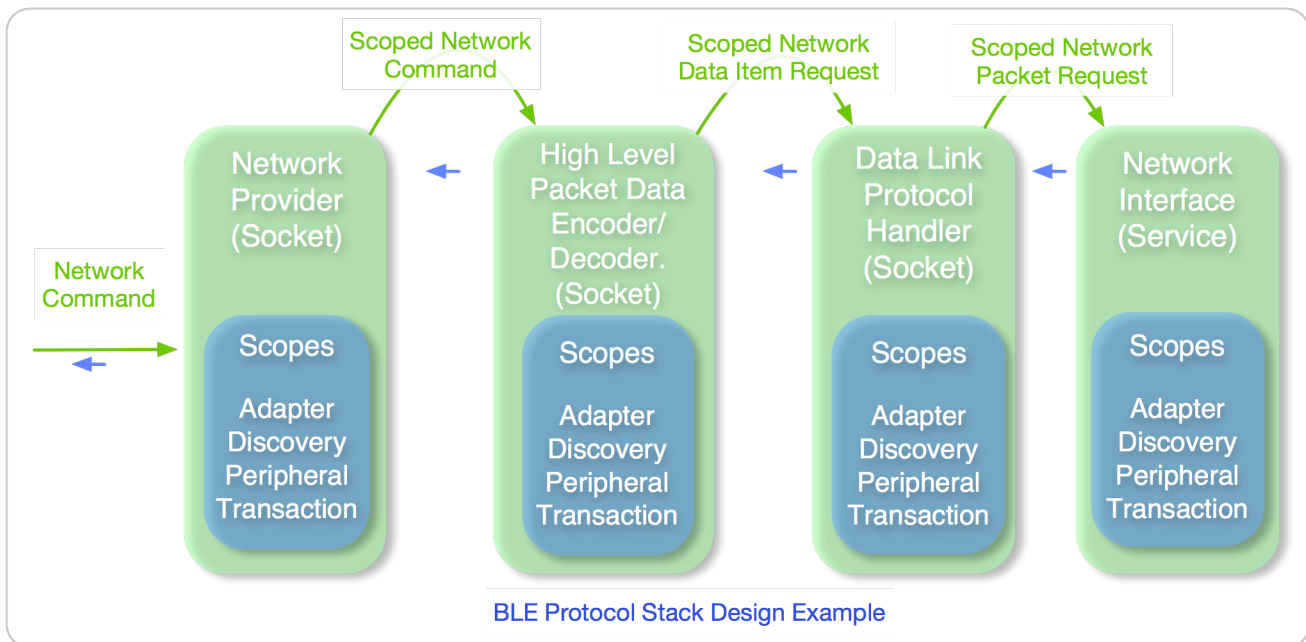 Scoped Network
Command
Scoped Network
Data Item Request
Scoped Network
Packet Request
Network
Command
Network
Provider
(Socket)
Scopes
Adapter
Discovery
Peripheral
Transaction
High Level
Packet Data
Encoder/
Decoder.
(Socket)
Scopes
Adapter
Discovery
Peripheral
Transaction
Data Link
Protocol
Handler
(Socket)
Scopes
Adapter
Discovery
Peripheral
Transaction
Network
Interface
(Service)
Scopes
Adapter
Discovery
Peripheral
Transaction
BLE Protocol Stack Design Example